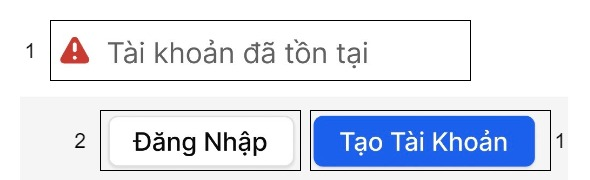 1 Tài khoản đã tồn tại
2 Đăng Nhập Tạo Tài Khoản 1